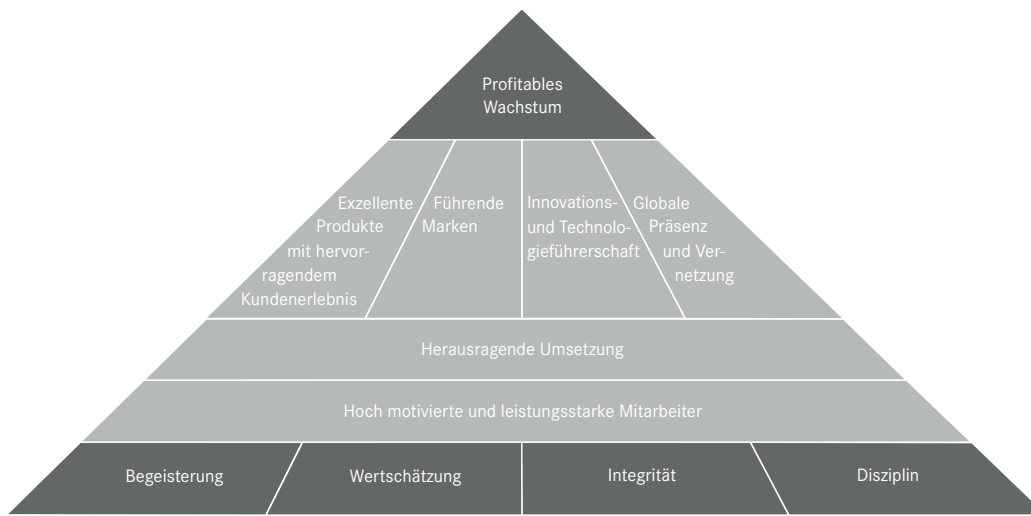 Profitables
Wachstum
Exzellente
Produkte
mit hervor-
ragendem
Kundenerlebnis
Führende
Marken
Innovations-
und Technolo-
gieführerschaft
Globale
Präsenz
und Ver-
netzung
Herausragende Umsetzung
Hoch motivierte und leistungsstarke Mitarbeiter
Begeisterung
Wertschätzung
Integrität
Disziplin